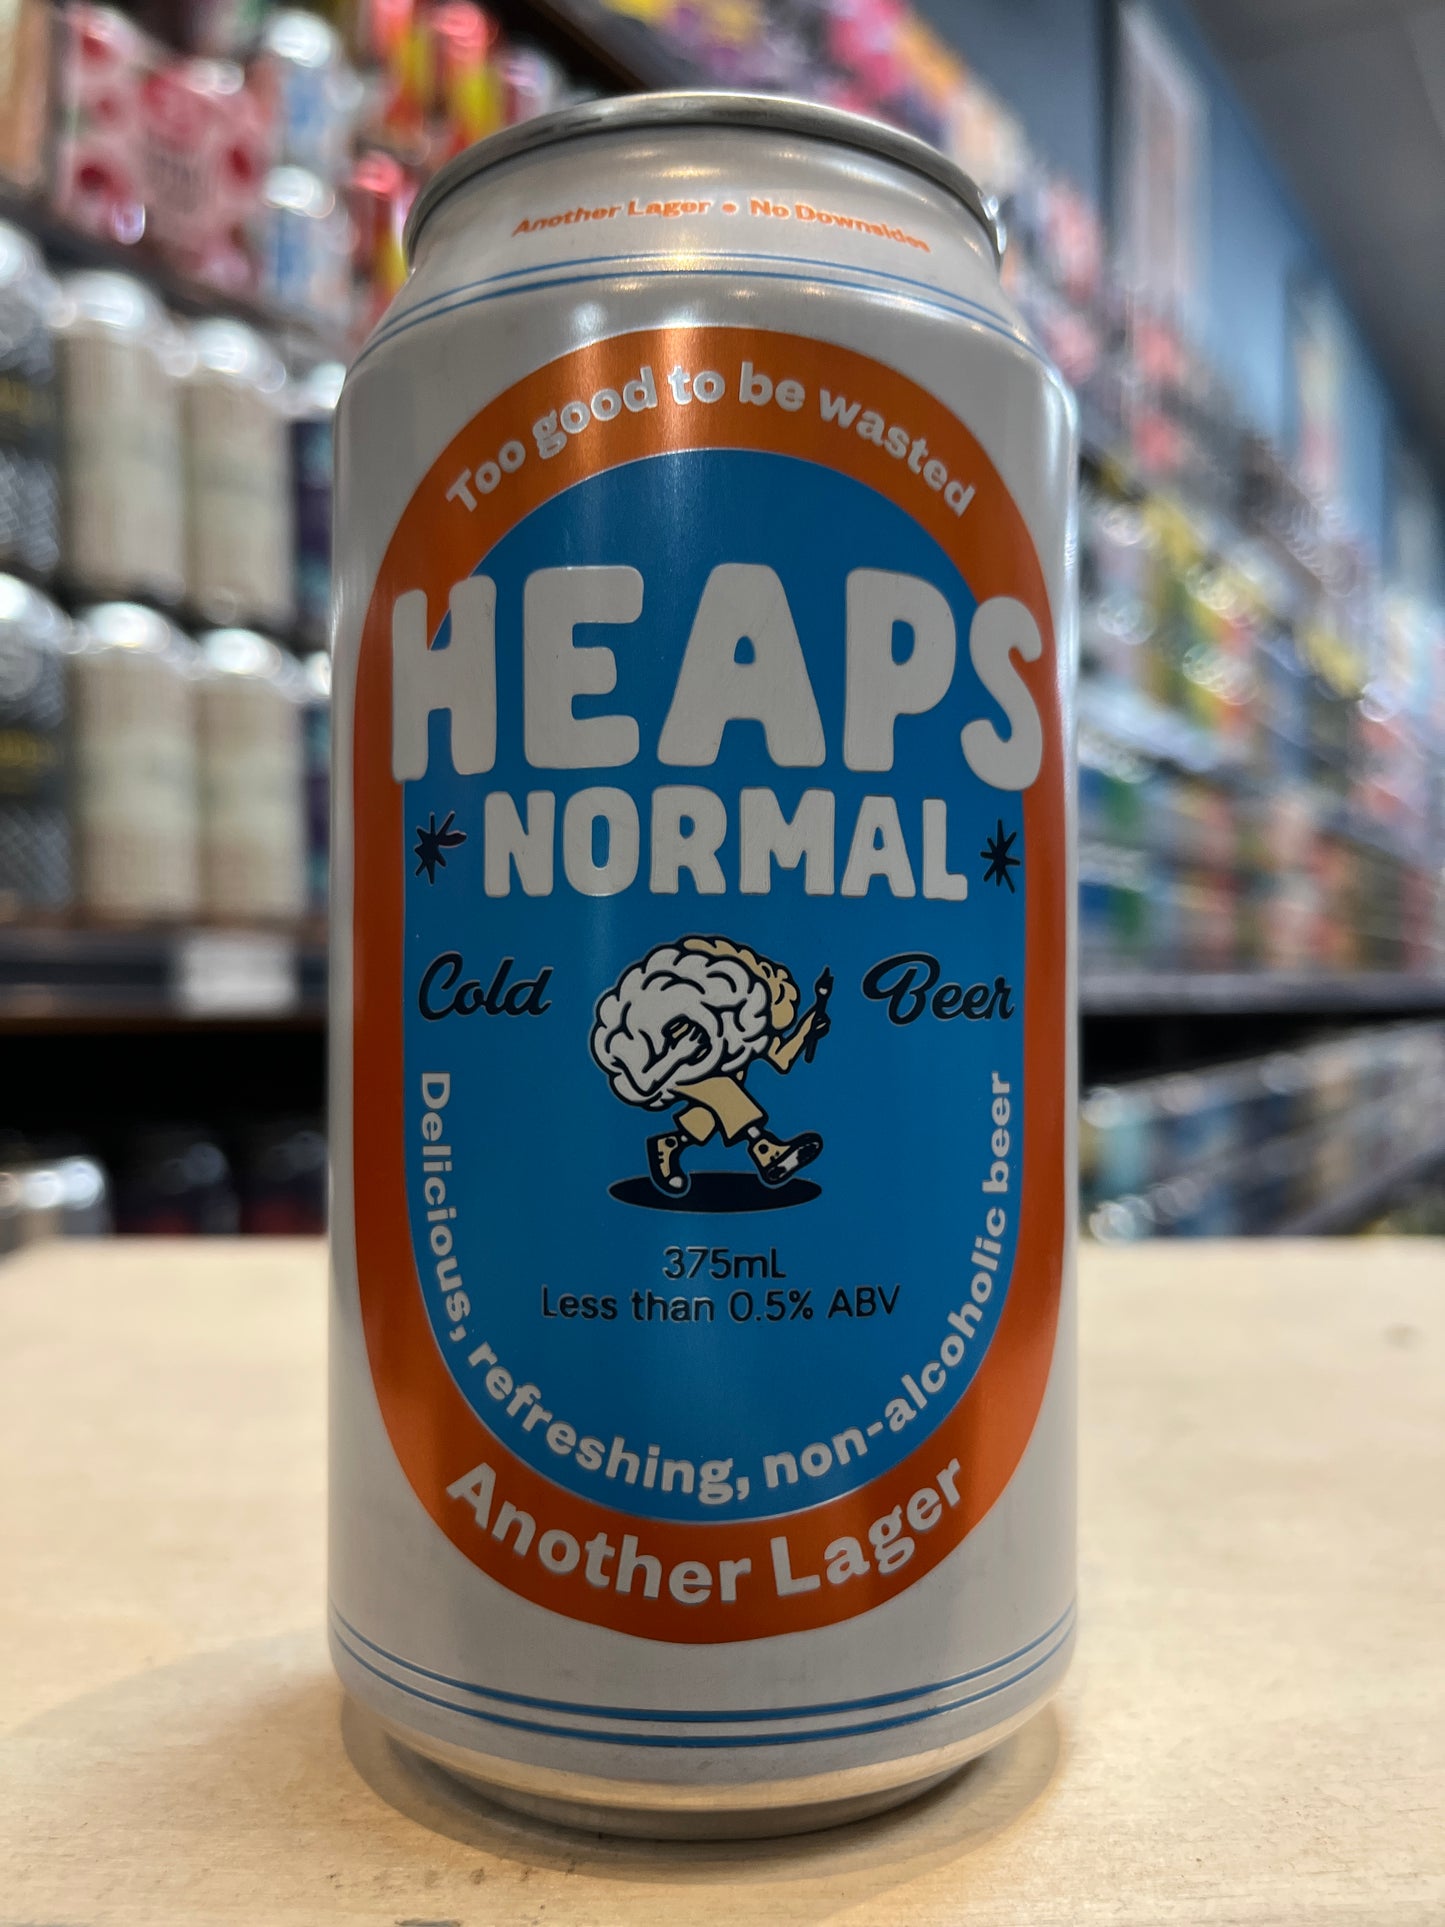 Another Lager • No Downsides
Too good to be wasted
HEAPS
NORMAL
Cold Beer
Delicious, refreshing, non-alcoholic beer
375mL
Less than 0.5% ABV
Another Lager